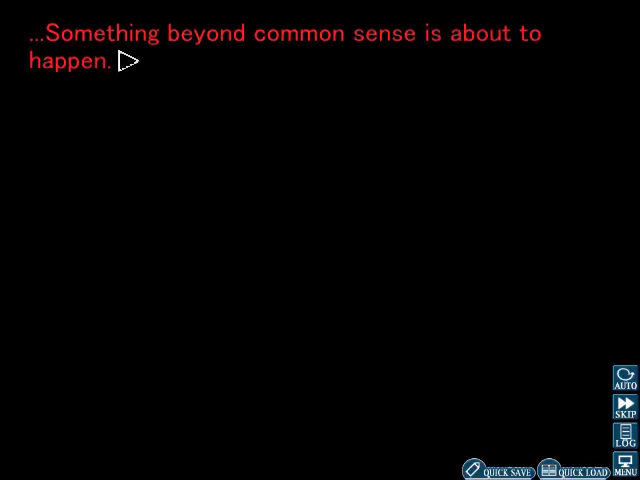 ...Something beyond common sense is about to
happen.
AUTO
SKIP
LOG
MENU
QUICK SAVE
QUICK LOAD